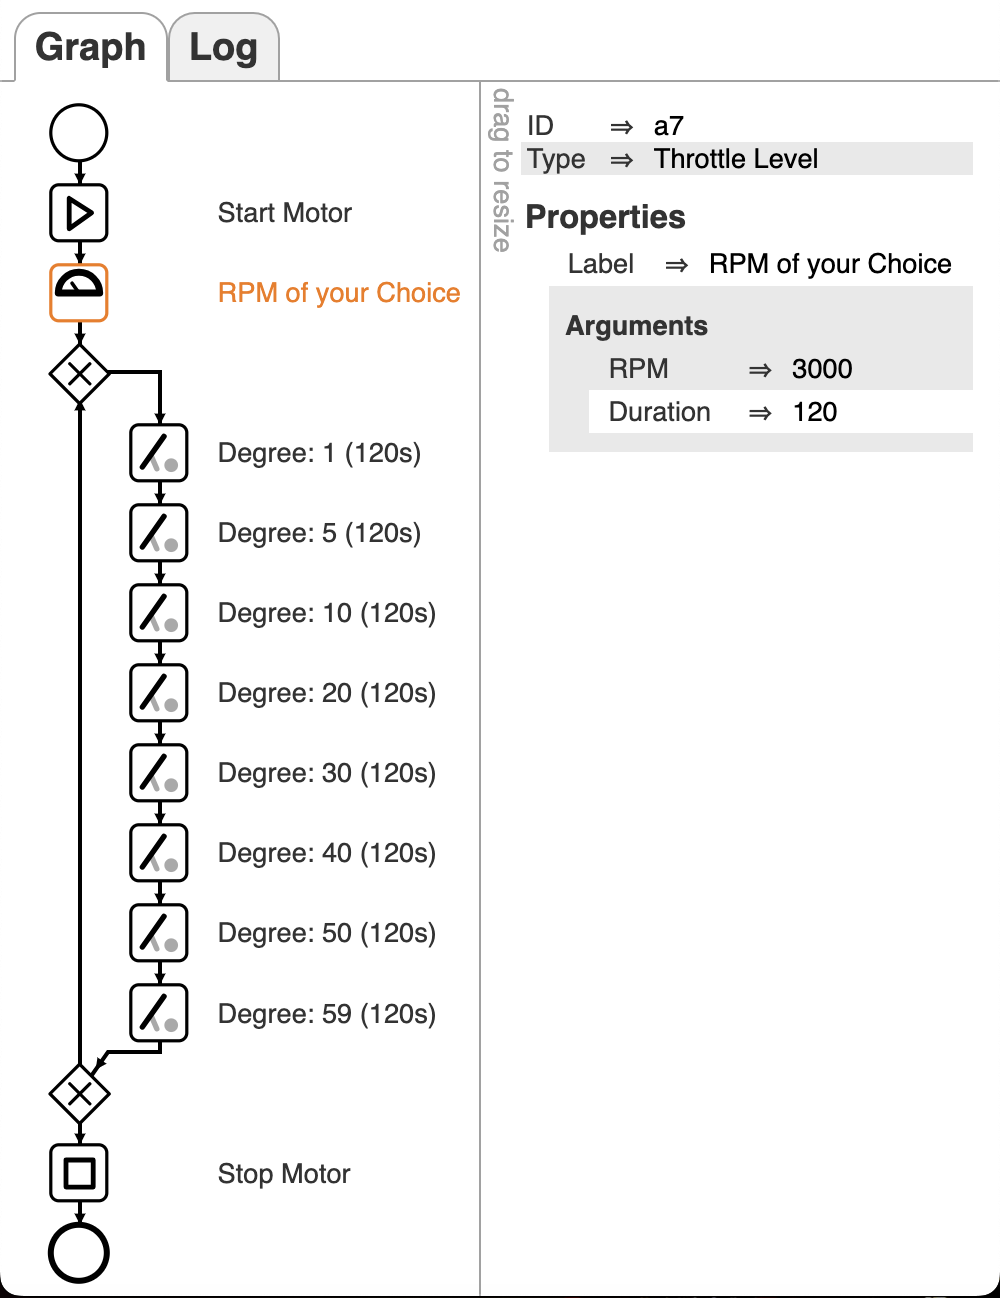 Graph
Log
Start Motor
RPM of your Choice
Degree: 1 (120s)
Degree: 5 (120s)
Degree: 10 (120s)
Degree: 20 (120s)
Degree: 30 (120s)
Degree: 40 (120s)
Degree: 50 (120s)
Degree: 59 (120s)
Stop Motor
drag to resize
ID ⇒ a7
Type ⇒ Throttle Level
Properties
Label ⇒ RPM of your Choice
Arguments
RPM ⇒ 3000
Duration ⇒ 120